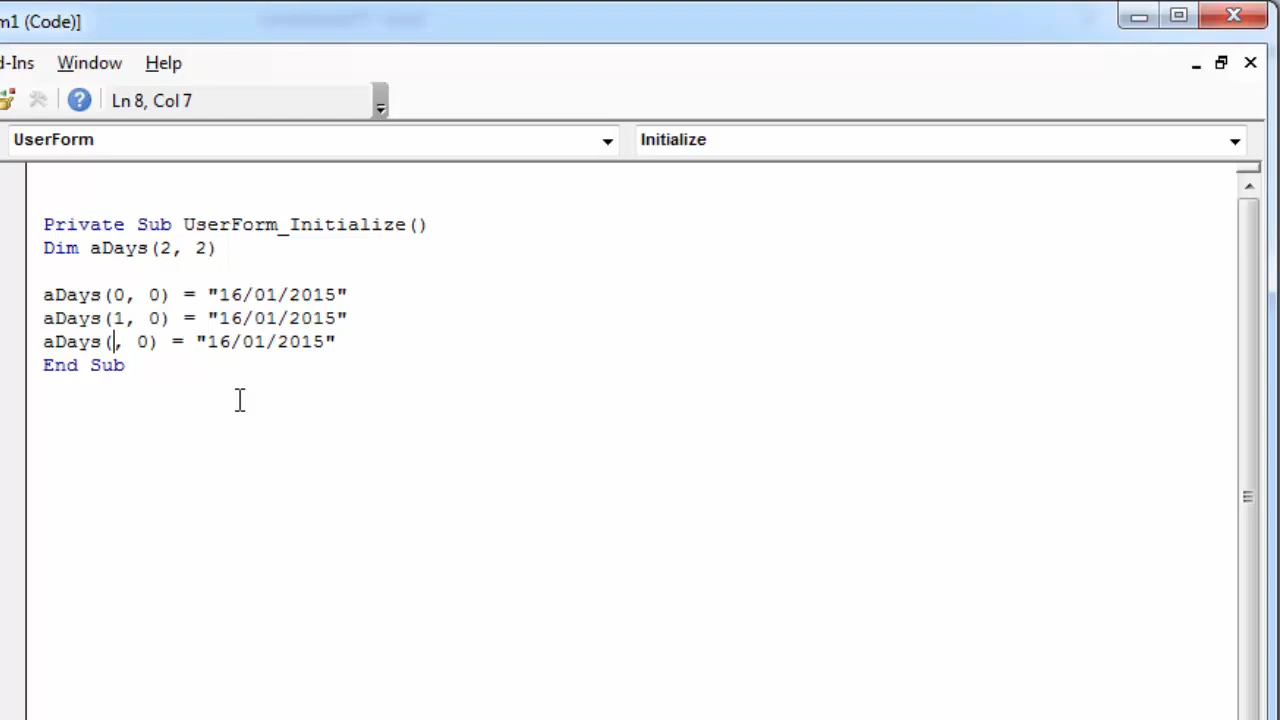 m1 (Code)]
d-Ins Window Help
Ln 8, Col 7
UserForm Initialize
Private Sub UserForm_Initialize()
Dim aDays(2, 2)
aDays(0, 0) = "16/01/2015"
aDays(1, 0) = "16/01/2015"
aDays(, 0) = "16/01/2015"
End Sub